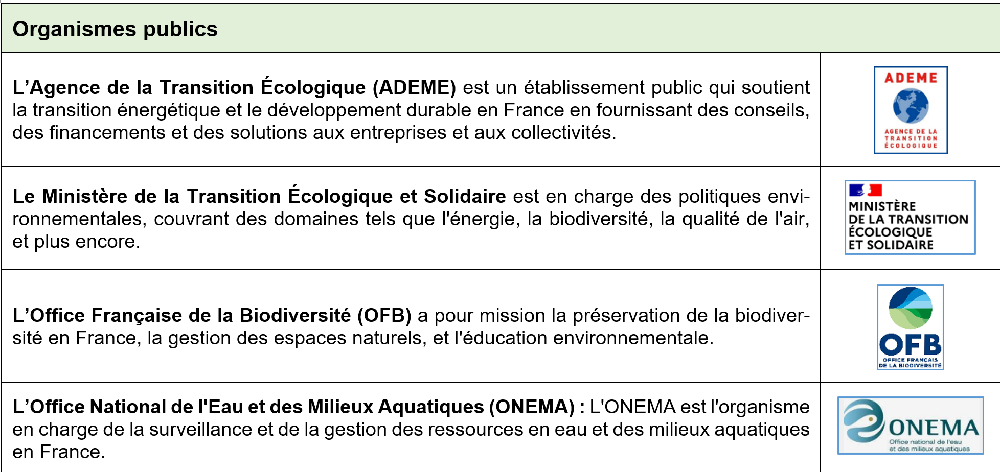 Organismes publics
L’Agence de la Transition Écologique (ADEME) est un établissement public qui soutient
la transition énergétique et le développement durable en France en fournissant des conseils,
des financements et des solutions aux entreprises et aux collectivités.
ADEME
AGENCE DE LA
TRANSITION
ÉCOLOGIQUE
Le Ministère de la Transition Écologique et Solidaire est en charge des politiques envi-
ronnementales, couvrant des domaines tels que l'énergie, la biodiversité, la qualité de l'air,
et plus encore.
MINISTÈRE
DE LA TRANSITION
ÉCOLOGIQUE
ET SOLIDAIRE
L’Office Française de la Biodiversité (OFB) a pour mission la préservation de la biodiver-
sité en France, la gestion des espaces naturels, et l'éducation environnementale.
OFB
OFFICE FRANÇAIS
DE LA BIODIVERSITÉ
L’Office National de l'Eau et des Milieux Aquatiques (ONEMA) : L'ONEMA est l'organisme
en charge de la surveillance et de la gestion des ressources en eau et des milieux aquatiques
en France.
ONEMA
Office national de l'eau
et des milieux aquatiques